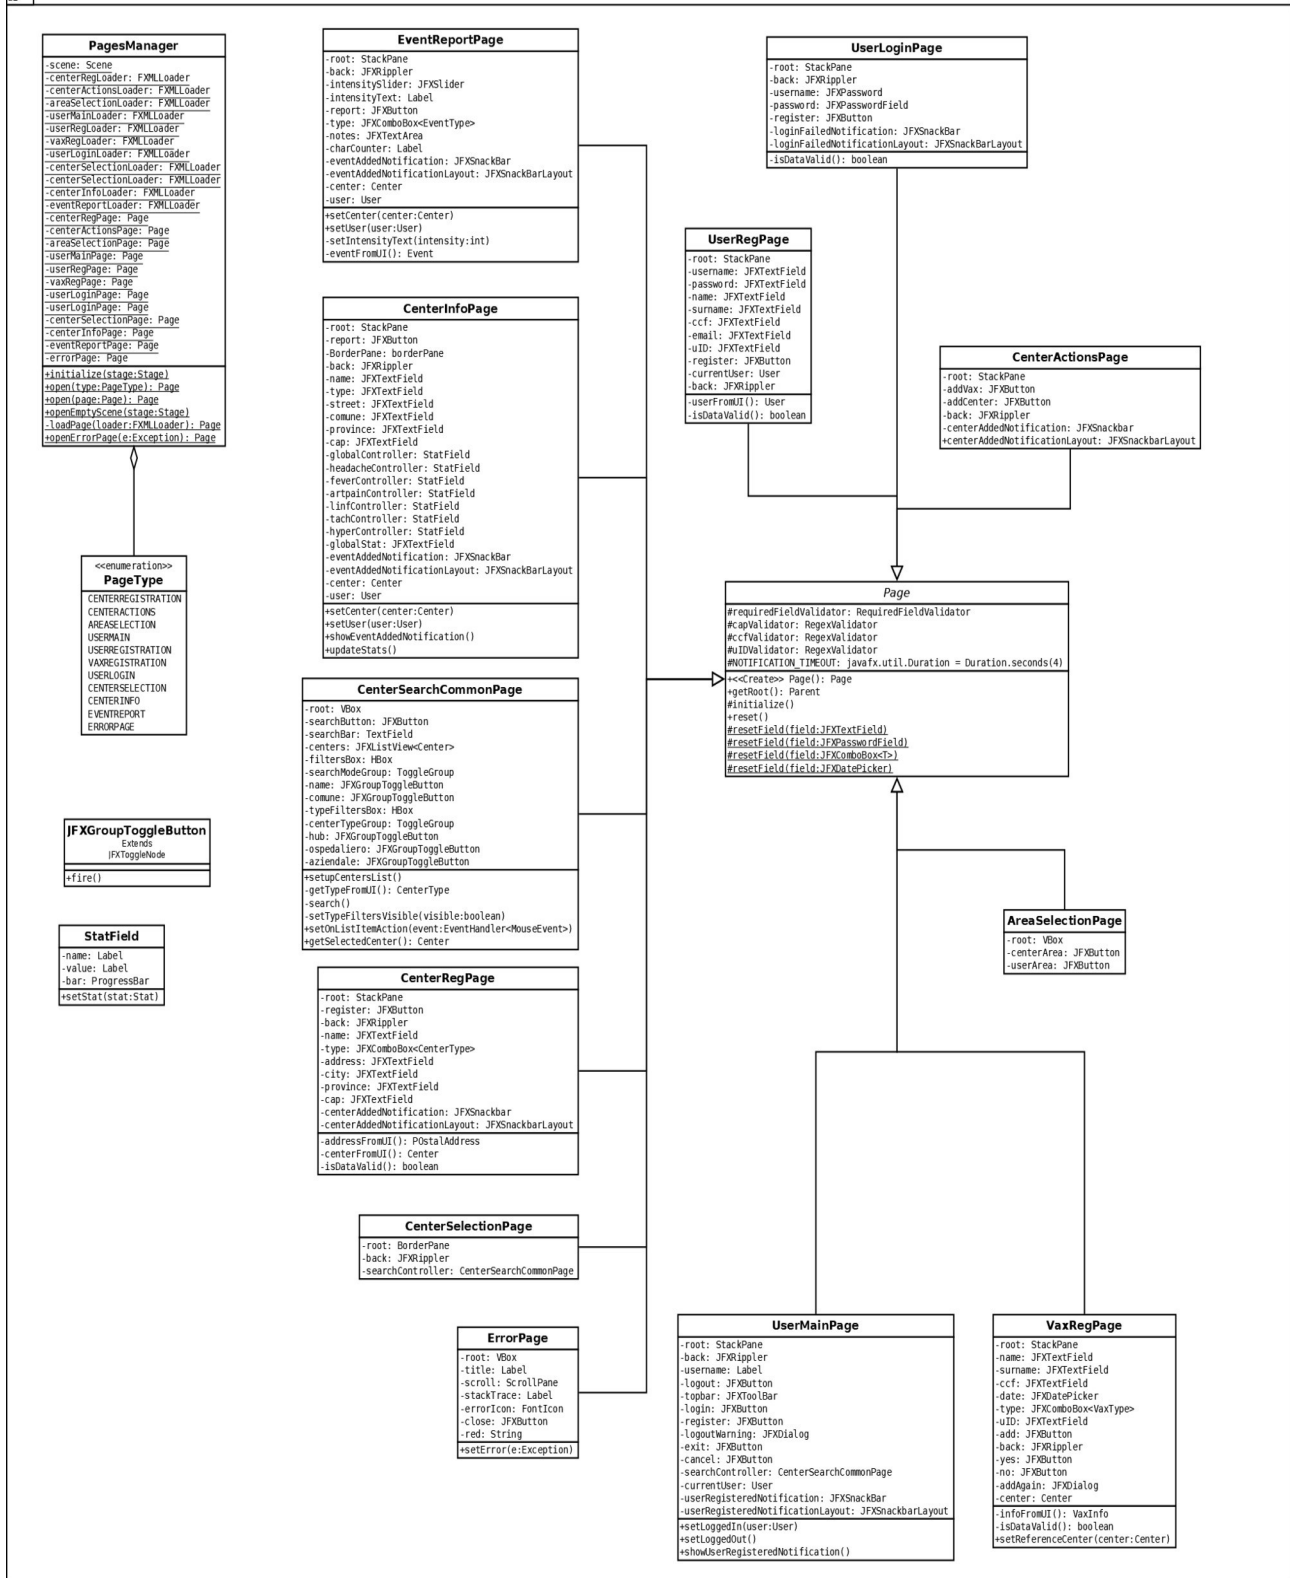 PagesManager
-scene: Scene
-centerRegLoader: FXMLLoader
-centerActionsLoader: FXMLLoader
-areaSelectionLoader: FXMLLoader
-userMainLoader: FXMLLoader
-userRegLoader: FXMLLoader
-vaxRegLoader: FXMLLoader
-userLoginLoader: FXMLLoader
-centerSelectionLoader: FXMLLoader
-centerSelectionLoader: FXMLLoader
-centerInfoLoader: FXMLLoader
-eventReportLoader: FXMLLoader
-centerRegPage: Page
-centerActionsPage: Page
-areaSelectionPage: Page
-userMainPage: Page
-userRegPage: Page
-vaxRegPage: Page
-userLoginPage: Page
-userLoginPage: Page
-centerSelectionPage: Page
-centerInfoPage: Page
-eventReportPage: Page
-errorPage: Page
+initialize(stage:Stage)
+open(type:PageType): Page
+open(page:Page): Page
+openEmptyScene(stage:Stage)
-loadPage(loader:FXMLLoader): Page
+openErrorPage(e:Exception): Page
<<enumeration>>
PageType
CENTERREGISTRATION
CENTERACTIONS
AREASELECTION
USERMAIN
USERREGISTRATION
VAXREGISTRATION
USERLOGIN
CENTERSELECTION
CENTERINFO
EVENTREPORT
ERRORPAGE
JFXGroupToggleButton
Extends
JFXToggleNode
+fire()
StatField
-name: Label
-value: Label
-bar: ProgressBar
+setStat(stat:Stat)
EventReportPage
-root: StackPane
-back: JFXRippler
-intensitySlider: JFXSlider
-intensityText: Label
-report: JFXButton
-type: JFXComboBox<EventType>
-notes: JFXTextArea
-charCounter: Label
-eventAddedNotification: JFXSnackBar
-eventAddedNotificationLayout: JFXSnackBarLayout
-center: Center
-user: User
+setCenter(center:Center)
+setUser(user:User)
-setIntensityText(intensity:int)
-eventFromUI(): Event
CenterInfoPage
-root: StackPane
-report: JFXButton
-BorderPane: borderPane
-back: JFXRippler
-name: JFXTextField
-type: JFXTextField
-street: JFXTextField
-comune: JFXTextField
-province: JFXTextField
-cap: JFXTextField
-globalController: StatField
-headacheController: StatField
-feverController: StatField
-artpainController: StatField
-linfController: StatField
-tachController: StatField
-hyperController: StatField
-globalStat: JFXTextField
-eventAddedNotification: JFXSnackBar
-eventAddedNotificationLayout: JFXSnackBarLayout
-center: Center
-user: User
+setCenter(center:Center)
+setUser(user:User)
+showEventAddedNotification()
+updateStats()
CenterSearchCommonPage
-root: VBox
-searchButton: JFXButton
-searchBar: TextField
-centers: JFXListView<Center>
-filtersBox: HBox
-searchModeGroup: ToggleGroup
-name: JFXGroupToggleButton
-comune: JFXGroupToggleButton
-typeFiltersBox: HBox
-centerTypeGroup: ToggleGroup
-hub: JFXGroupToggleButton
-ospedaliero: JFXGroupToggleButton
-aziendale: JFXGroupToggleButton
+setupCentersList()
-getTypeFromUI(): CenterType
-search()
-setTypeFiltersVisible(visible:boolean)
+setOnListItemAction(event:EventHandler<MouseEvent>)
+getSelectedCenter(): Center
CenterRegPage
-root: StackPane
-register: JFXButton
-back: JFXRippler
-name: JFXTextField
-type: JFXComboBox<CenterType>
-address: JFXTextField
-city: JFXTextField
-province: JFXTextField
-cap: JFXTextField
-centerAddedNotification: JFXSnackbar
-centerAddedNotificationLayout: JFXSnackbarLayout
-addressFromUI(): POstalAddress
-centerFromUI(): Center
-isDataValid(): boolean
CenterSelectionPage
-root: BorderPane
-back: JFXRippler
-searchController: CenterSearchCommonPage
ErrorPage
-root: VBox
-title: Label
-scroll: ScrollPane
-stackTrace: Label
-errorIcon: FontIcon
-close: JFXButton
-red: String
+setError(e:Exception)
UserLoginPage
-root: StackPane
-back: JFXRippler
-username: JFXPassword
-password: JFXPasswordField
-register: JFXButton
-loginFailedNotification: JFXSnackBar
-loginFailedNotificationLayout: JFXSnackBarLayout
-isDataValid(): boolean
UserRegPage
-root: StackPane
-username: JFXTextField
-password: JFXTextField
-name: JFXTextField
-surname: JFXTextField
-ccf: JFXTextField
-email: JFXTextField
-uID: JFXTextField
-register: JFXButton
-currentUser: User
-back: JFXRippler
-userFromUI(): User
-isDataValid(): boolean
CenterActionsPage
-root: StackPane
-addVax: JFXButton
-addCenter: JFXButton
-back: JFXRippler
-centerAddedNotification: JFXSnackbar
+centerAddedNotificationLayout: JFXSnackbarLayout
Page
#requiredFieldValidator: RequiredFieldValidator
#capValidator: RegexValidator
#ccfValidator: RegexValidator
#uIDValidator: RegexValidator
#NOTIFICATION_TIMEOUT: javafx.util.Duration = Duration.seconds(4)
+<<Create>> Page(): Page
+getRoot(): Parent
#initialize()
+reset()
#resetField(field:JFXTextField)
#resetField(field:JFXPasswordField)
#resetField(field:JFXComboBox<T>)
#resetField(field:JFXDatePicker)
AreaSelectionPage
-root: VBox
-centerArea: JFXButton
-userArea: JFXButton
UserMainPage
-root: StackPane
-back: JFXRippler
-username: Label
-logout: JFXButton
-topbar: JFXToolBar
-login: JFXButton
-register: JFXButton
-logoutWarning: JFXDialog
-exit: JFXButton
-cancel: JFXButton
-searchController: CenterSearchCommonPage
-currentUser: User
-userRegisteredNotification: JFXSnackBar
-userRegisteredNotificationLayout: JFXSnackbarLayout
+setLoggedIn(user:User)
+setLoggedOut()
+showUserRegisteredNotification()
VaxRegPage
-root: StackPane
-name: JFXTextField
-surname: JFXTextField
-ccf: JFXTextField
-date: JFXDatePicker
-type: JFXComboBox<VaxType>
-uID: JFXTextField
-add: JFXButton
-back: JFXRippler
-yes: JFXButton
-no: JFXButton
-addAgain: JFXDialog
-center: Center
-infoFromUI(): VaxInfo
-isDataValid(): boolean
+setReferenceCenter(center:Center)